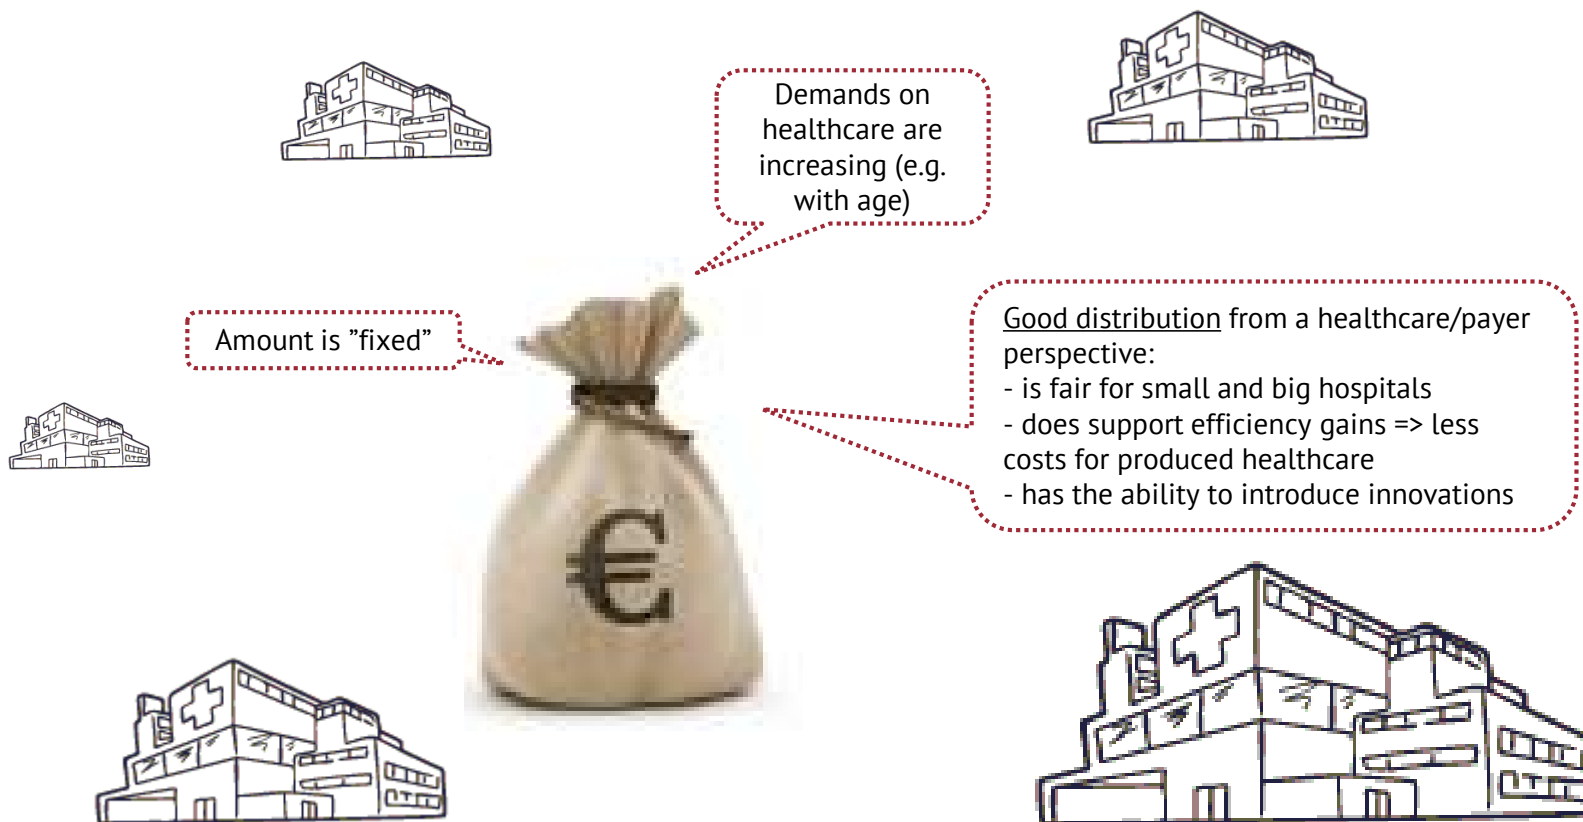 Demands on
healthcare are
increasing (e.g.
with age)
Amount is ”fixed”
Good distribution from a healthcare/payer
perspective:
- is fair for small and big hospitals
- does support efficiency gains => less
costs for produced healthcare
- has the ability to introduce innovations
€